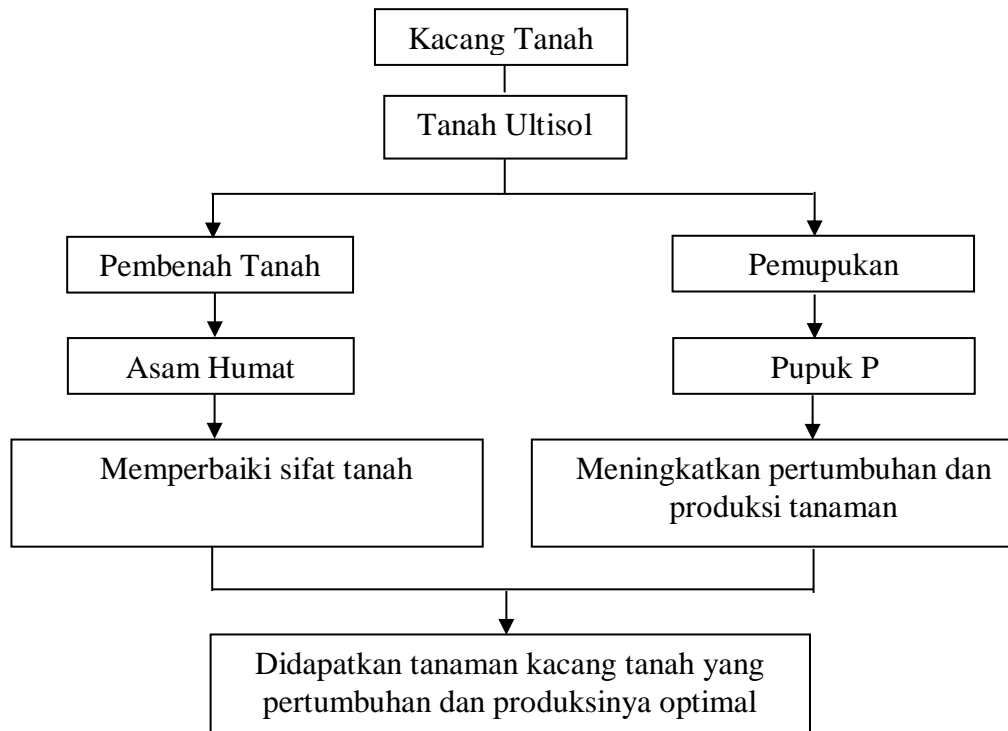 Kacang Tanah
Tanah Ultisol
Pembenah Tanah
Pemupukan
Asam Humat
Pupuk P
Memperbaiki sifat tanah
Meningkatkan pertumbuhan dan
produksi tanaman
Didapatkan tanaman kacang tanah yang
pertumbuhan dan produksinya optimal